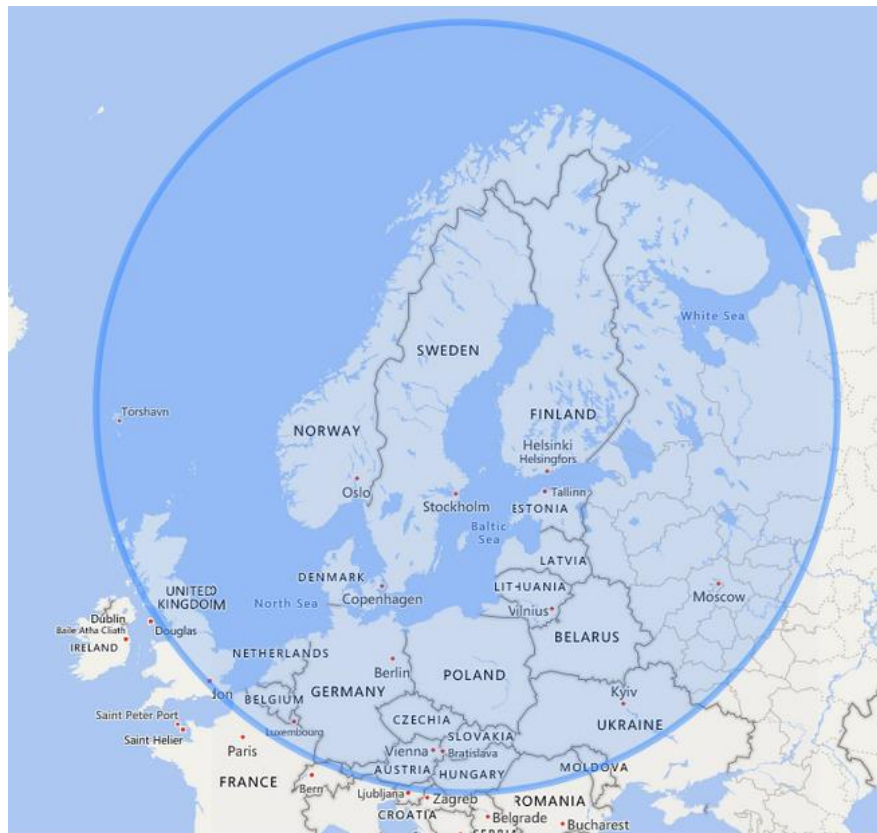 White Sea
SWEDEN
Torshavn
FINLAND
NORWAY
Helsinki
Helsingfors
Oslo
Stockholm
Tallinn
ESTONIA
Baltic
Sea
LATVIA
DENMARK
LITHUANIA
Moscow
UNITED
KINGDOM
North Sea
Copenhagen
Vilnius
Dublin
Baile Atha Cliath
Douglas
BELARUS
IRELAND
NETHERLANDS
Berlin
POLAND
GERMANY
BELGIUM
Kyiv
Saint Peter Port
CZECHIA
UKRAINE
Luxembourg
Saint Helier
SLOVAKIA
Paris
Vienna
Bratislava
AUSTRIA
HUNGARY
MOLDOVA
FRANCE
Bern
Ljubljana
Zagreb
ROMANIA
CROATIA
Belgrade
Bucharest